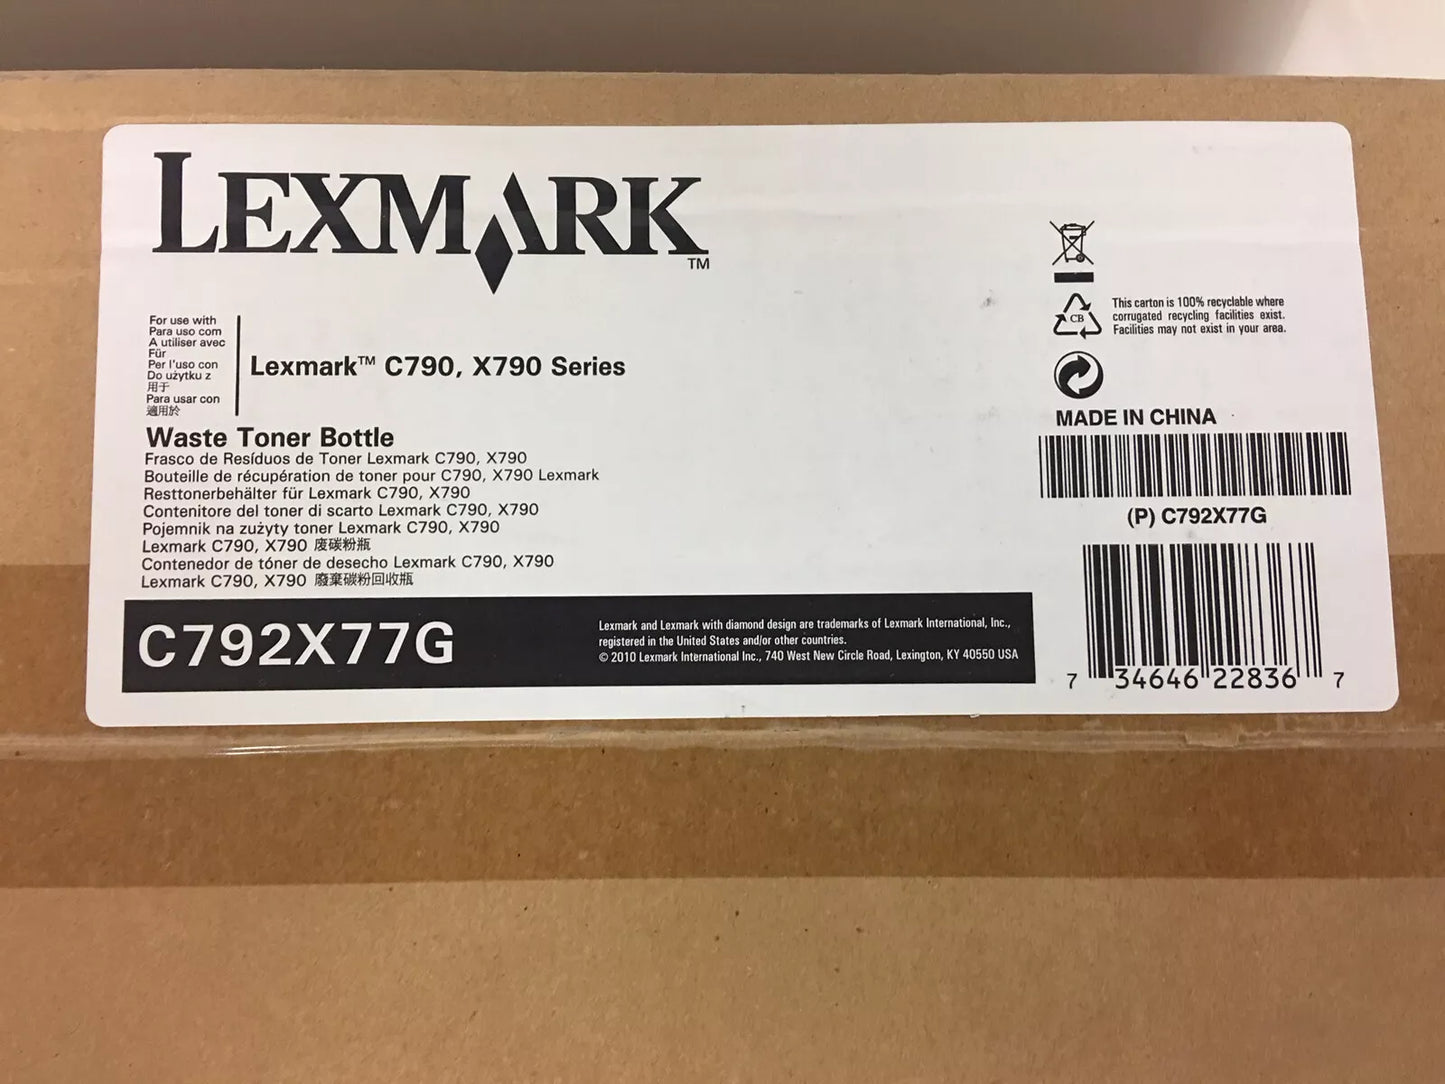 LEXMARK™
For use with
Para uso com
A utiliser avec
Für
Per l'uso con
Do użytku z
用于
Para usar con
適用於
Lexmark™ C790, X790 Series
Waste Toner Bottle
Frasco de Resíduos de Toner Lexmark C790, X790
Bouteille de récupération de toner pour C790, X790 Lexmark
Resttonerbehälter für Lexmark C790, X790
Contenitore del toner di scarto Lexmark C790, X790
Pojemnik na zużyty toner Lexmark C790, X790
Lexmark C790, X790 废碳粉瓶
Contenedor de tóner de desecho Lexmark C790, X790
Lexmark C790, X790 廢棄碳粉回收瓶
C792X77G
Lexmark and Lexmark with diamond design are trademarks of Lexmark International, Inc.,
registered in the United States and/or other countries.
© 2010 Lexmark International Inc., 740 West New Circle Road, Lexington, KY 40550 USA
CB
This carton is 100% recyclable where
corrugated recycling facilities exist.
Facilities may not exist in your area.
MADE IN CHINA
(P) C792X77G
7 34646 22836 7